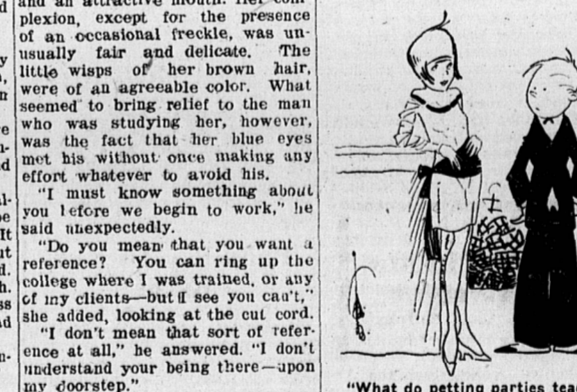 and an attractive mouth. Her com-
plexion, except for the presence
of an occasional freckle, was un-
usually fair and delicate. The
little wisps of her brown hair,
were of an agreeable color. What
seemed to bring relief to the man
who was studying her, however,
was the fact that her blue eyes
met his without once making any
effort whatever to avoid his.
"I must know something about
you before we begin to work," he
said unexpectedly.
"Do you mean that you want a
reference? You can ring up the
college where I was trained, or any
of my clients—but I see you can't,"
she added, looking at the cut cord.
"I don't mean that sort of refer-
ence at all," he answered. "I don't
understand your being there—upon
my doorstep."
"What do petting parties